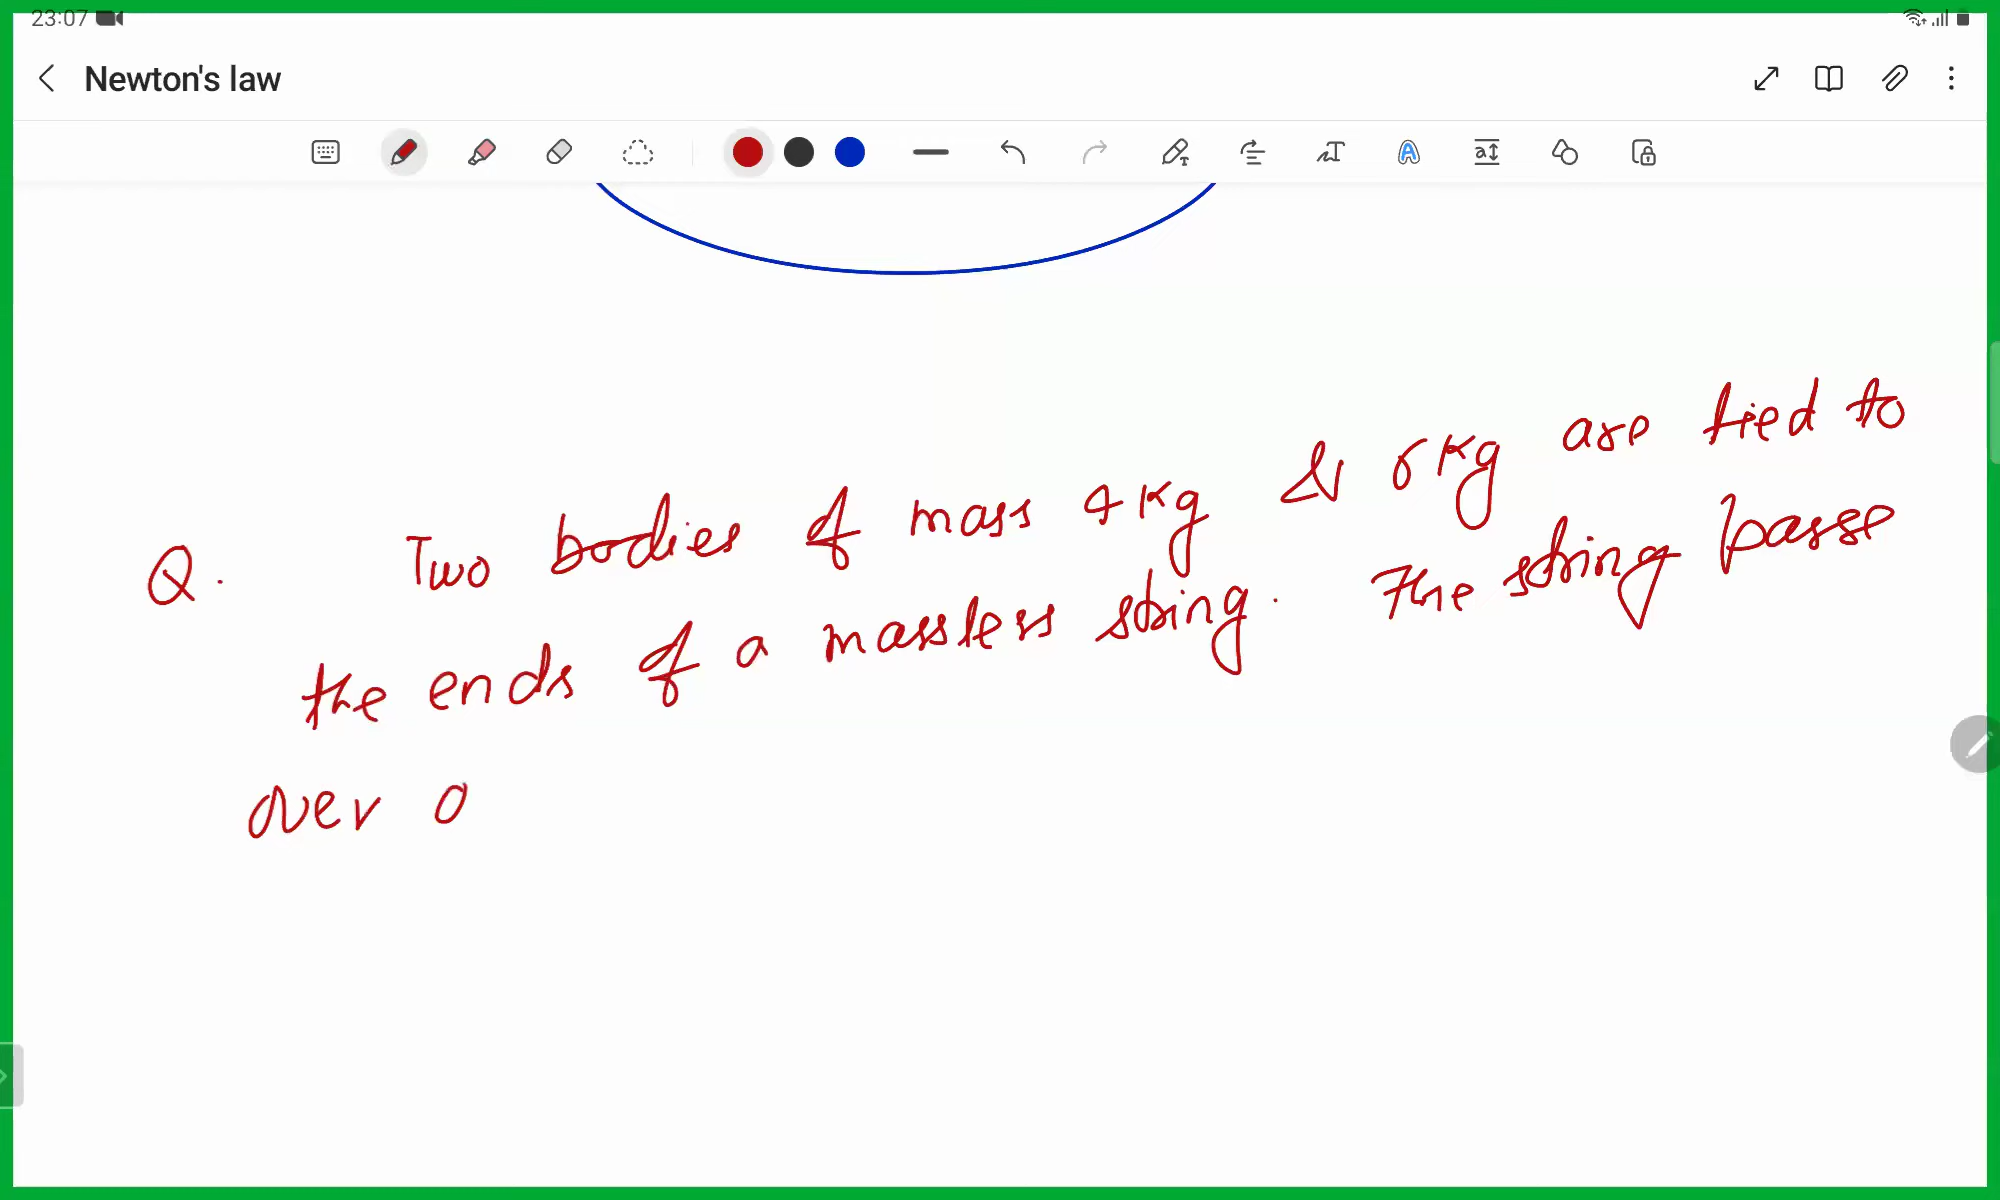 23:07
Newton's law
Q. Two bodies of mass 4 Kg & 6 Kg are tied to
the ends of a massless string. The string passe
over a